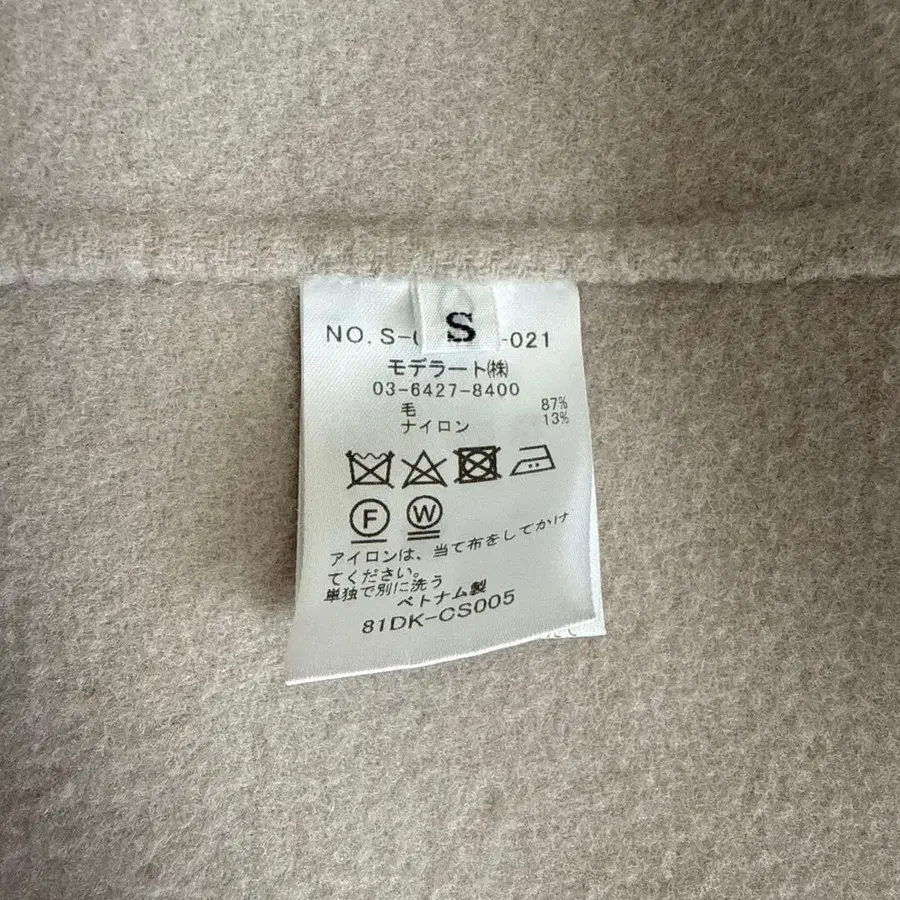 S
NO. S- -021
モデラート㈱
03-6427-8400
毛 87%
ナイロン 13%
F W
アイロンは、当て布をしてかけ
てください。
単独で別に洗う
ベトナム製
81DK-CS005